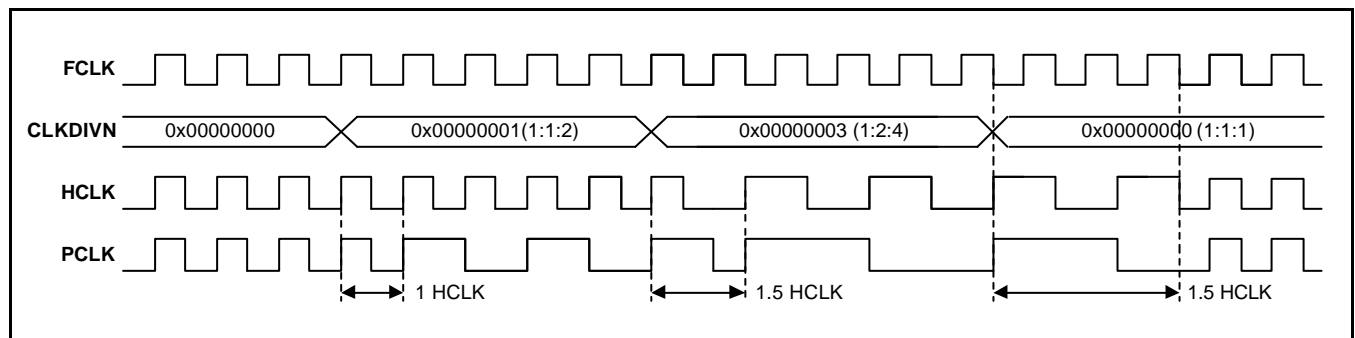 FCLK
CLKDIVN 0x00000000 0x00000001(1:1:2) 0x00000003 (1:2:4) 0x00000000 (1:1:1)
HCLK
PCLK
1 HCLK 1.5 HCLK 1.5 HCLK